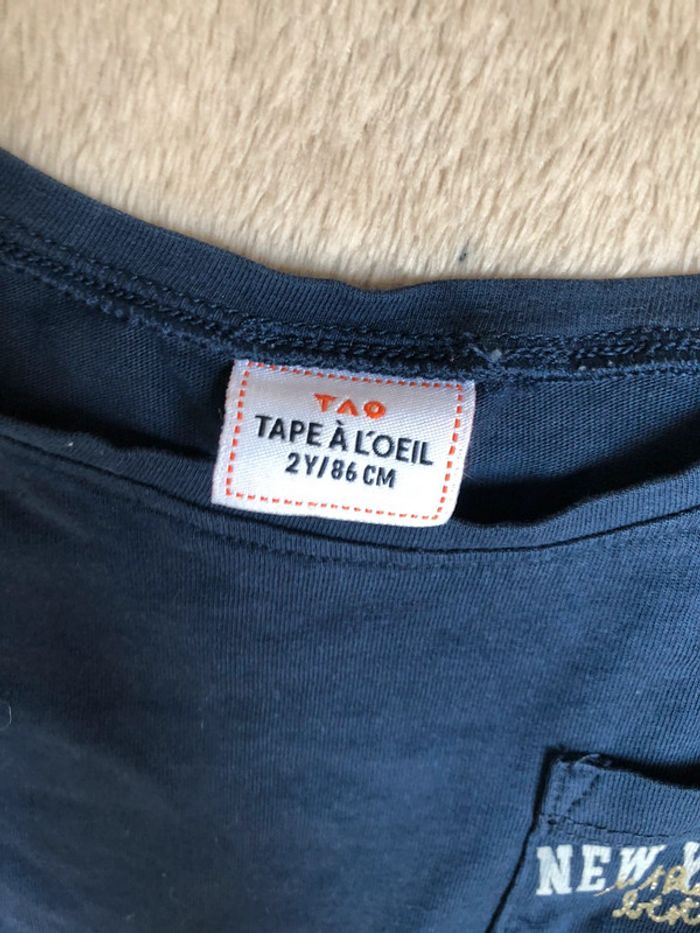 TAO
TAPE À L'OEIL
2Y/86 CM
NEW